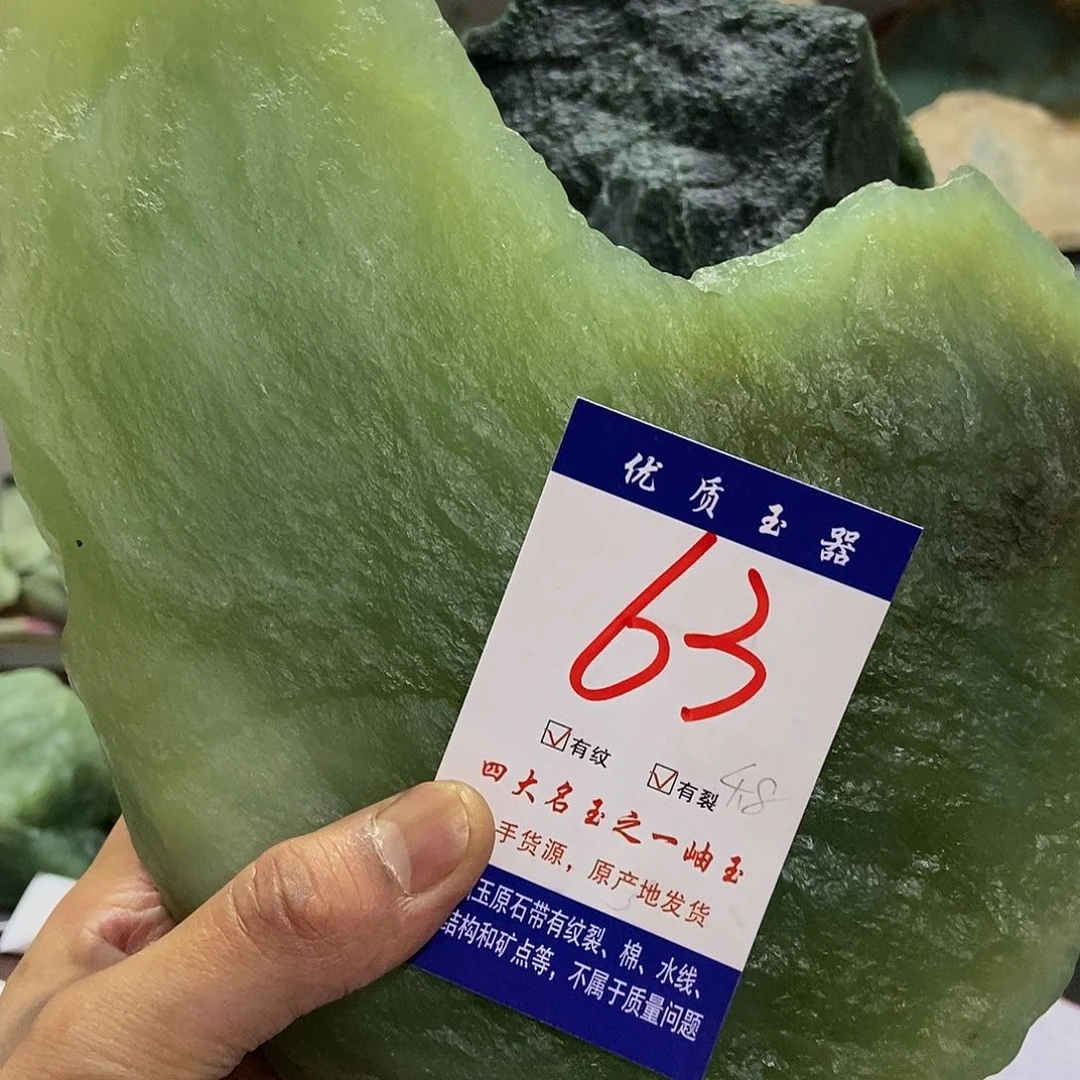 优质玉器
63
有纹 有裂 48
四大名玉之一岫玉
手货源，原产地发货
玉原石带有纹裂、棉、水线、
结构和矿点等，不属于质量问题